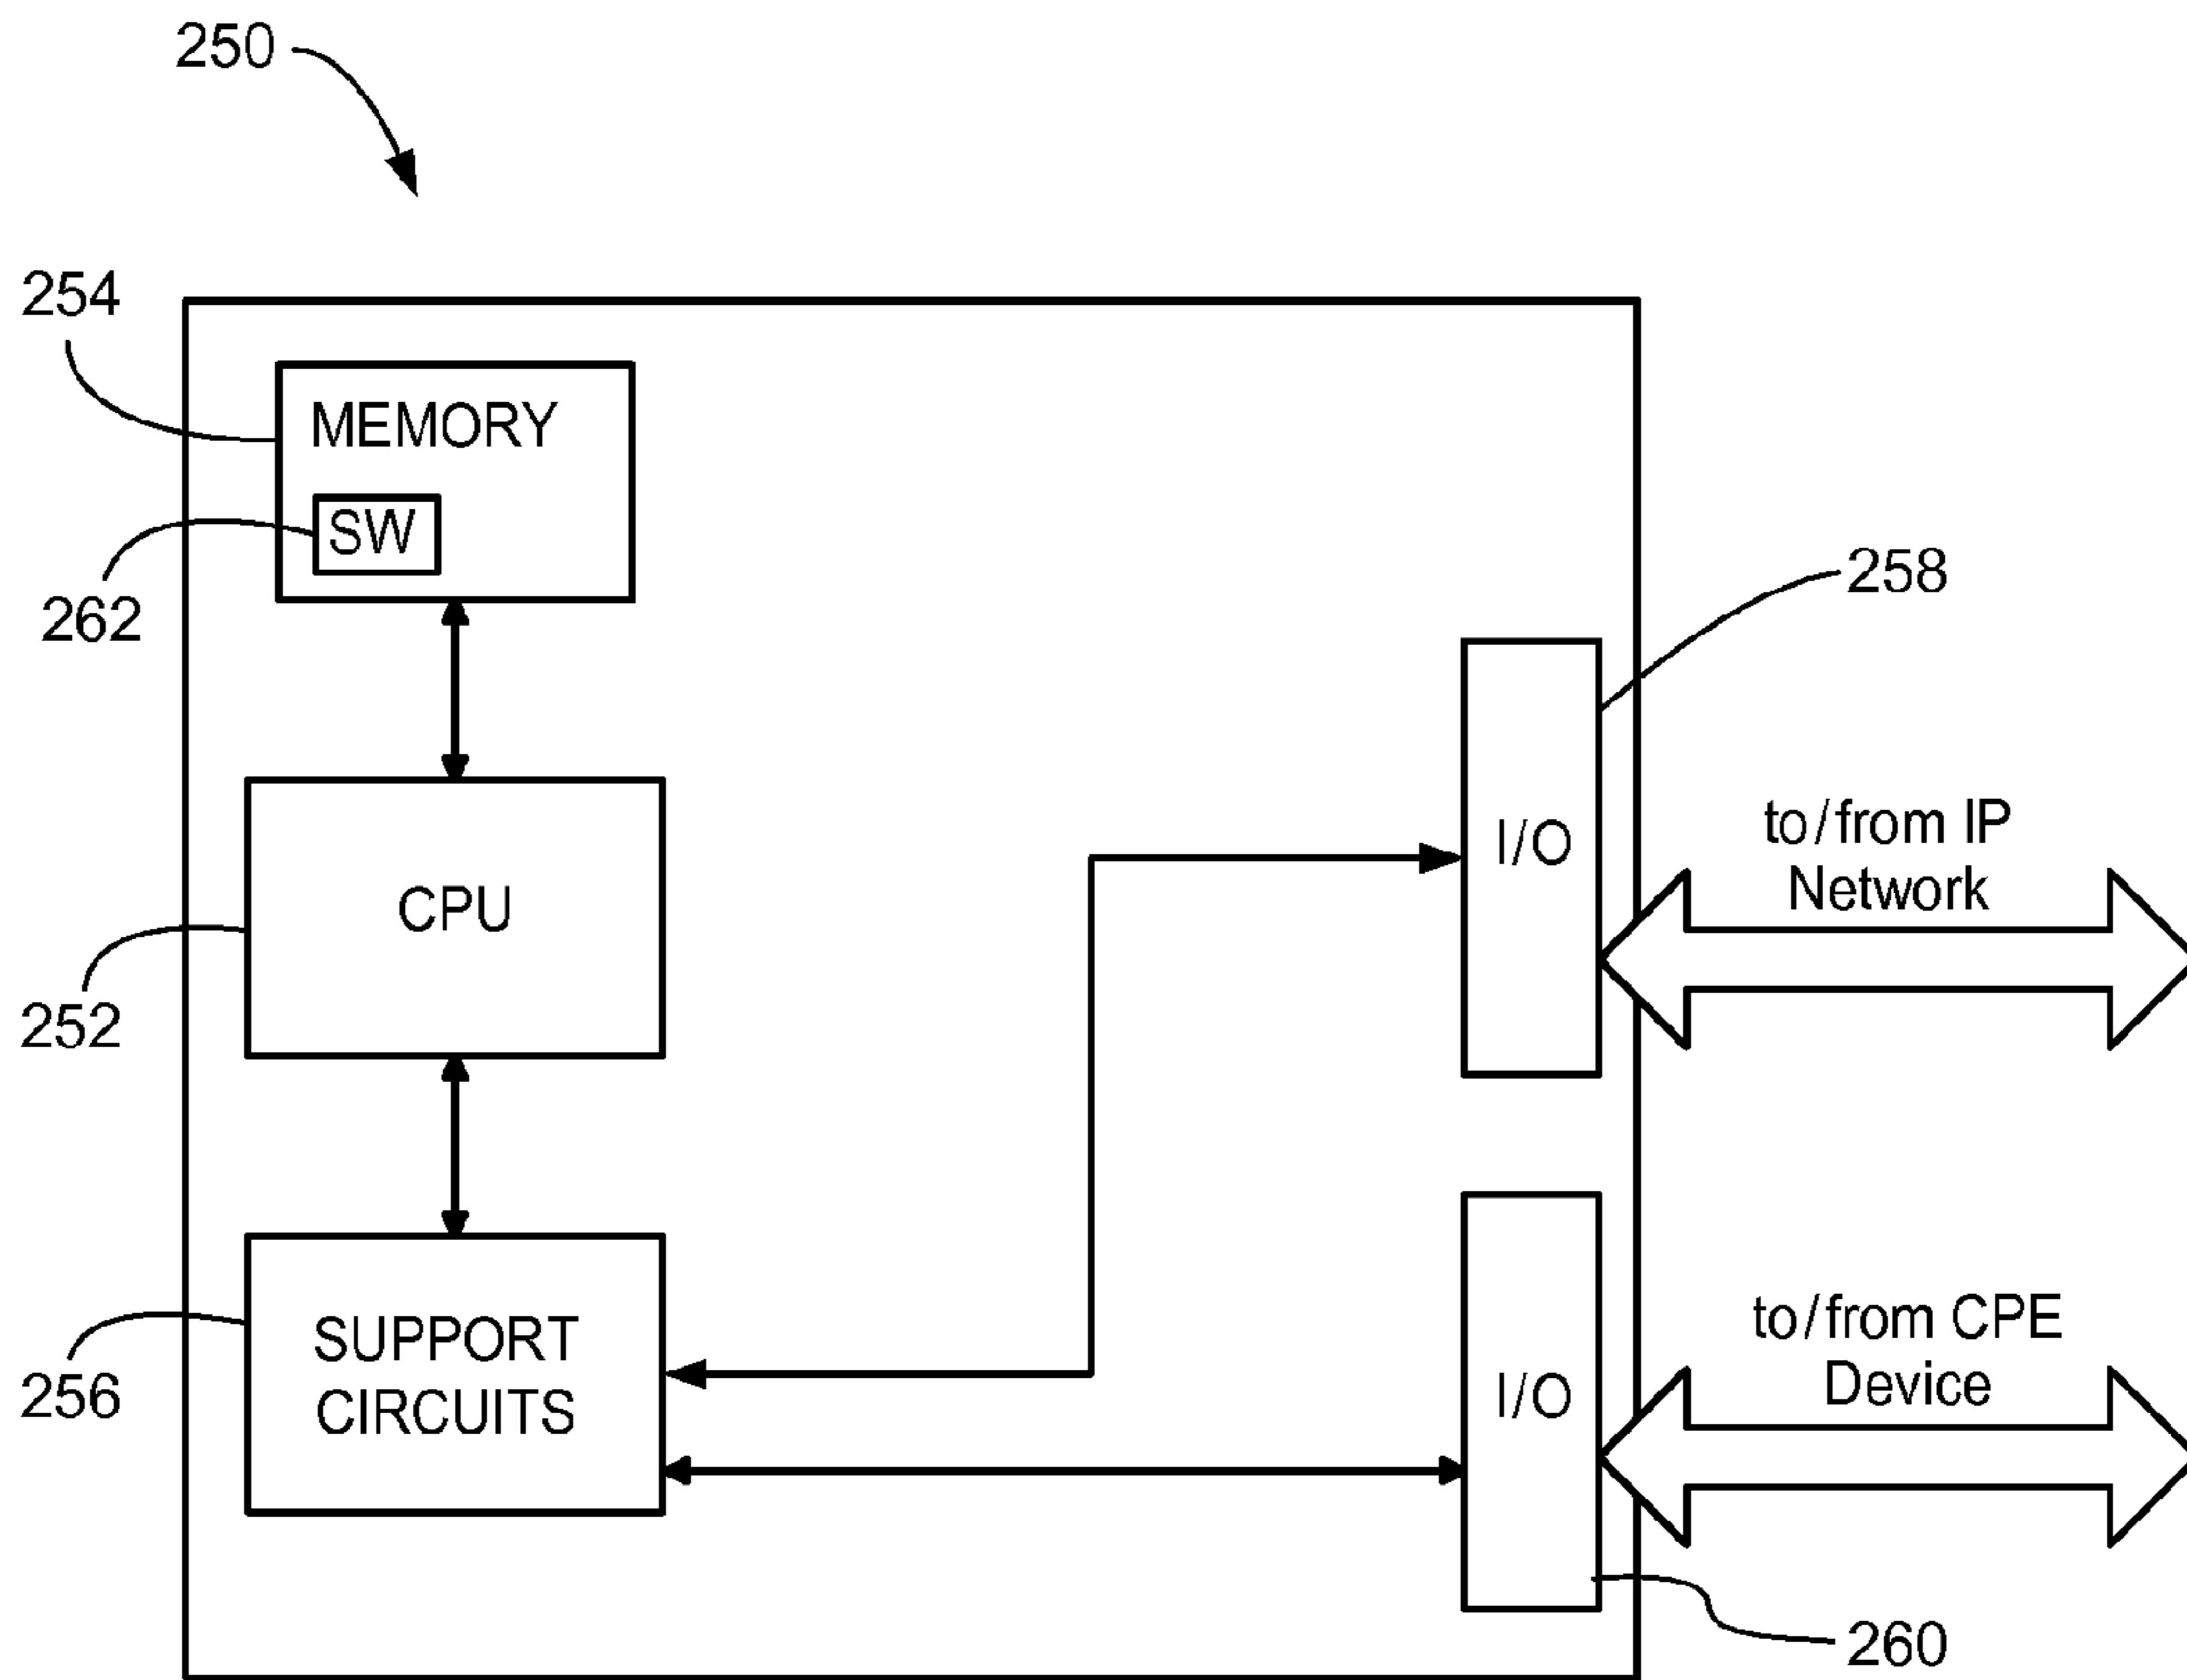 250
254
MEMORY
SW
262
258
I/O
to/from IP
Network
CPU
252
SUPPORT
CIRCUITS
256
I/O
to/from CPE
Device
260